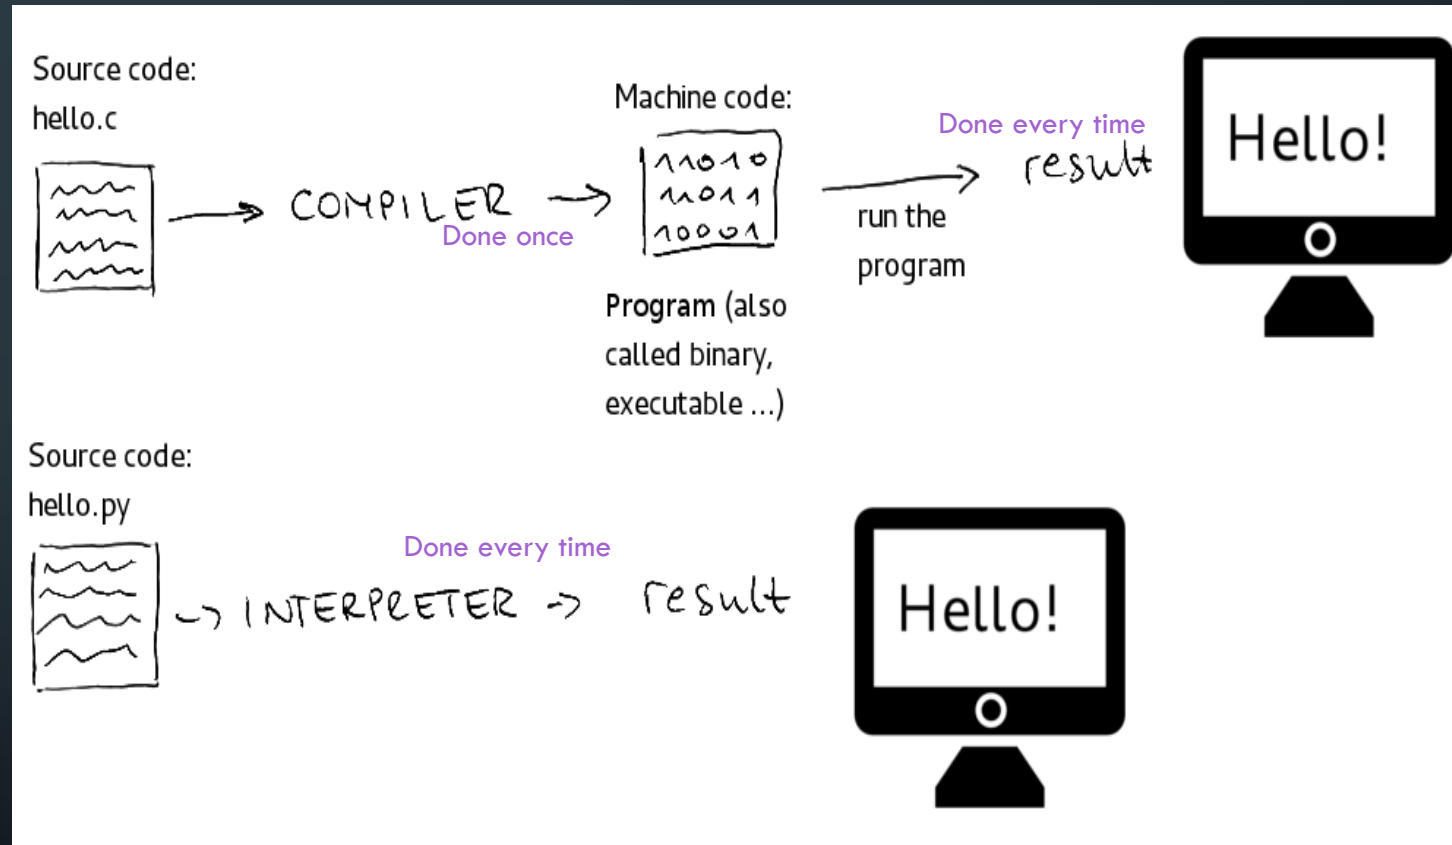 Source code:
hello.c
COMPILER
Done once
Machine code:
11010
11011
10001
Program (also
called binary,
executable ...)
run the
program
Done every time
result
Hello!
Source code:
hello.py
INTERPRETER
Done every time
result
Hello!